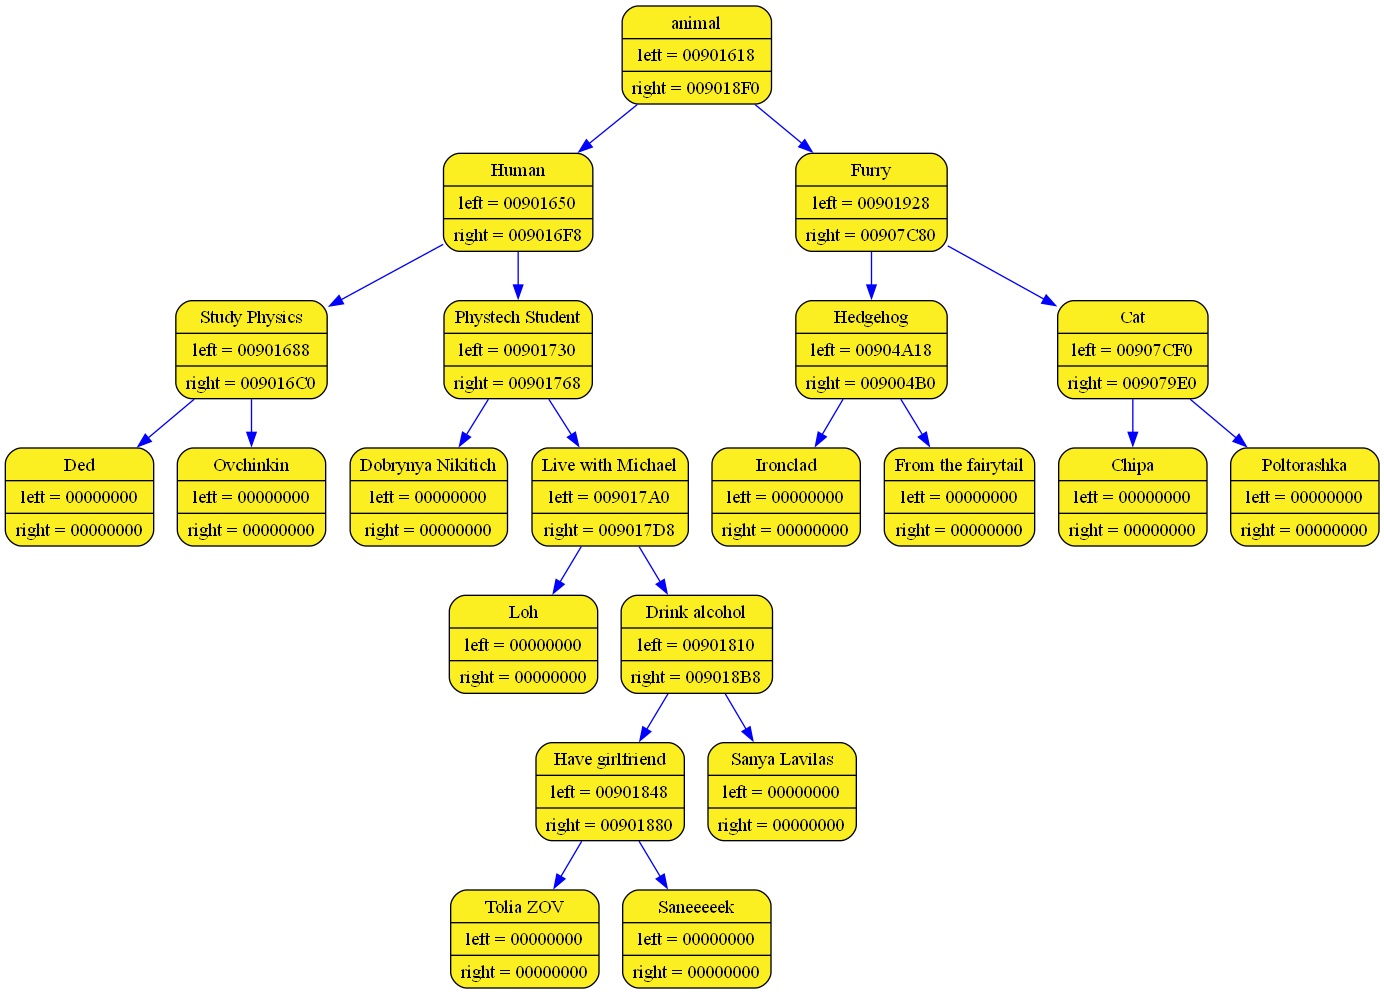 animal
left = 00901618
right = 009018F0
Human
left = 00901650
right = 009016F8
Furry
left = 00901928
right = 00907C80
Study Physics
left = 00901688
right = 009016C0
Phystech Student
left = 00901730
right = 00901768
Hedgehog
left = 00904A18
right = 009004B0
Cat
left = 00907CF0
right = 009079E0
Ded
left = 00000000
right = 00000000
Ovchinkin
left = 00000000
right = 00000000
Dobrynya Nikitich
left = 00000000
right = 00000000
Live with Michael
left = 009017A0
right = 009017D8
Ironclad
left = 00000000
right = 00000000
From the fairytail
left = 00000000
right = 00000000
Chipa
left = 00000000
right = 00000000
Poltorashka
left = 00000000
right = 00000000
Loh
left = 00000000
right = 00000000
Drink alcohol
left = 00901810
right = 009018B8
Have girlfriend
left = 00901848
right = 00901880
Sanya Lavilas
left = 00000000
right = 00000000
Tolia ZOV
left = 00000000
right = 00000000
Saneeeeek
left = 00000000
right = 00000000